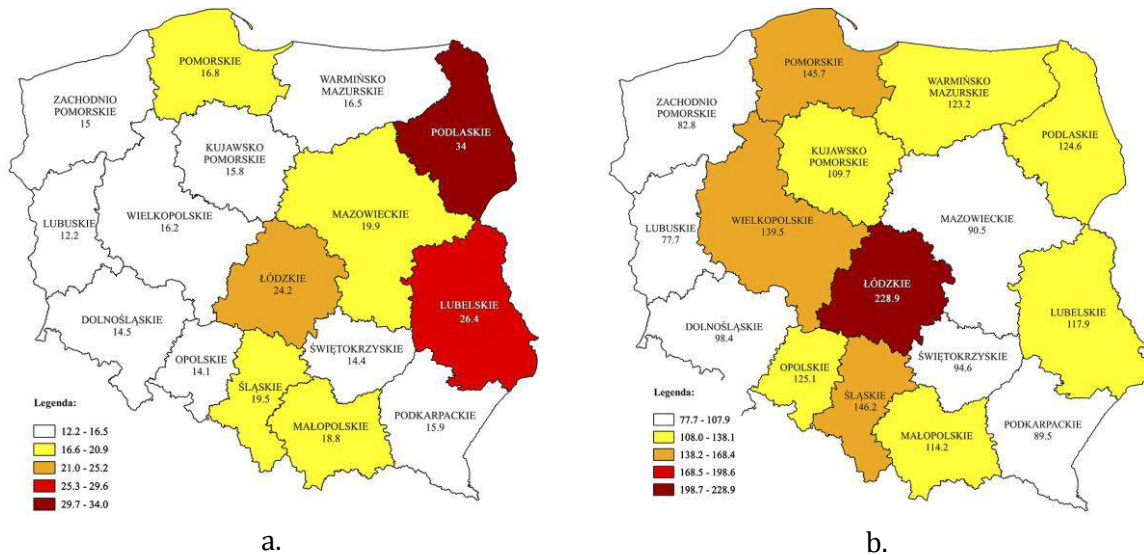 POMORSKIE
16.8
WARMIŃSKO
MAZURSKIE
16.5
ZACHODNIO
POMORSKIE
15
PODLASKIE
34
KUJAWSKO
POMORSKIE
15.8
LUBUSKIE
12.2
WIELKOPOLSKIE
16.2
MAZOWIECKIE
19.9
ŁÓDZKIE
24.2
LUBELSKIE
26.4
DOLNOŚLĄSKIE
14.5
OPOLSKIE
14.1
ŚWIĘTOKRZYSKIE
14.4
ŚLĄSKIE
19.5
MAŁOPOLSKIE
18.8
PODKARPACKIE
15.9
Legenda:
12.2 - 16.5
16.6 - 20.9
21.0 - 25.2
25.3 - 29.6
29.7 - 34.0
a.
POMORSKIE
145.7
WARMIŃSKO
MAZURSKIE
123.2
ZACHODNIO
POMORSKIE
82.8
PODLASKIE
124.6
KUJAWSKO
POMORSKIE
109.7
LUBUSKIE
77.7
WIELKOPOLSKIE
139.5
MAZOWIECKIE
90.5
ŁÓDZKIE
228.9
LUBELSKIE
117.9
DOLNOŚLĄSKIE
98.4
OPOLSKIE
125.1
ŚWIĘTOKRZYSKIE
94.6
ŚLĄSKIE
146.2
MAŁOPOLSKIE
114.2
PODKARPACKIE
89.5
Legenda:
77.7 - 107.9
108.0 - 138.1
138.2 - 168.4
168.5 - 198.6
198.7 - 228.9
b.